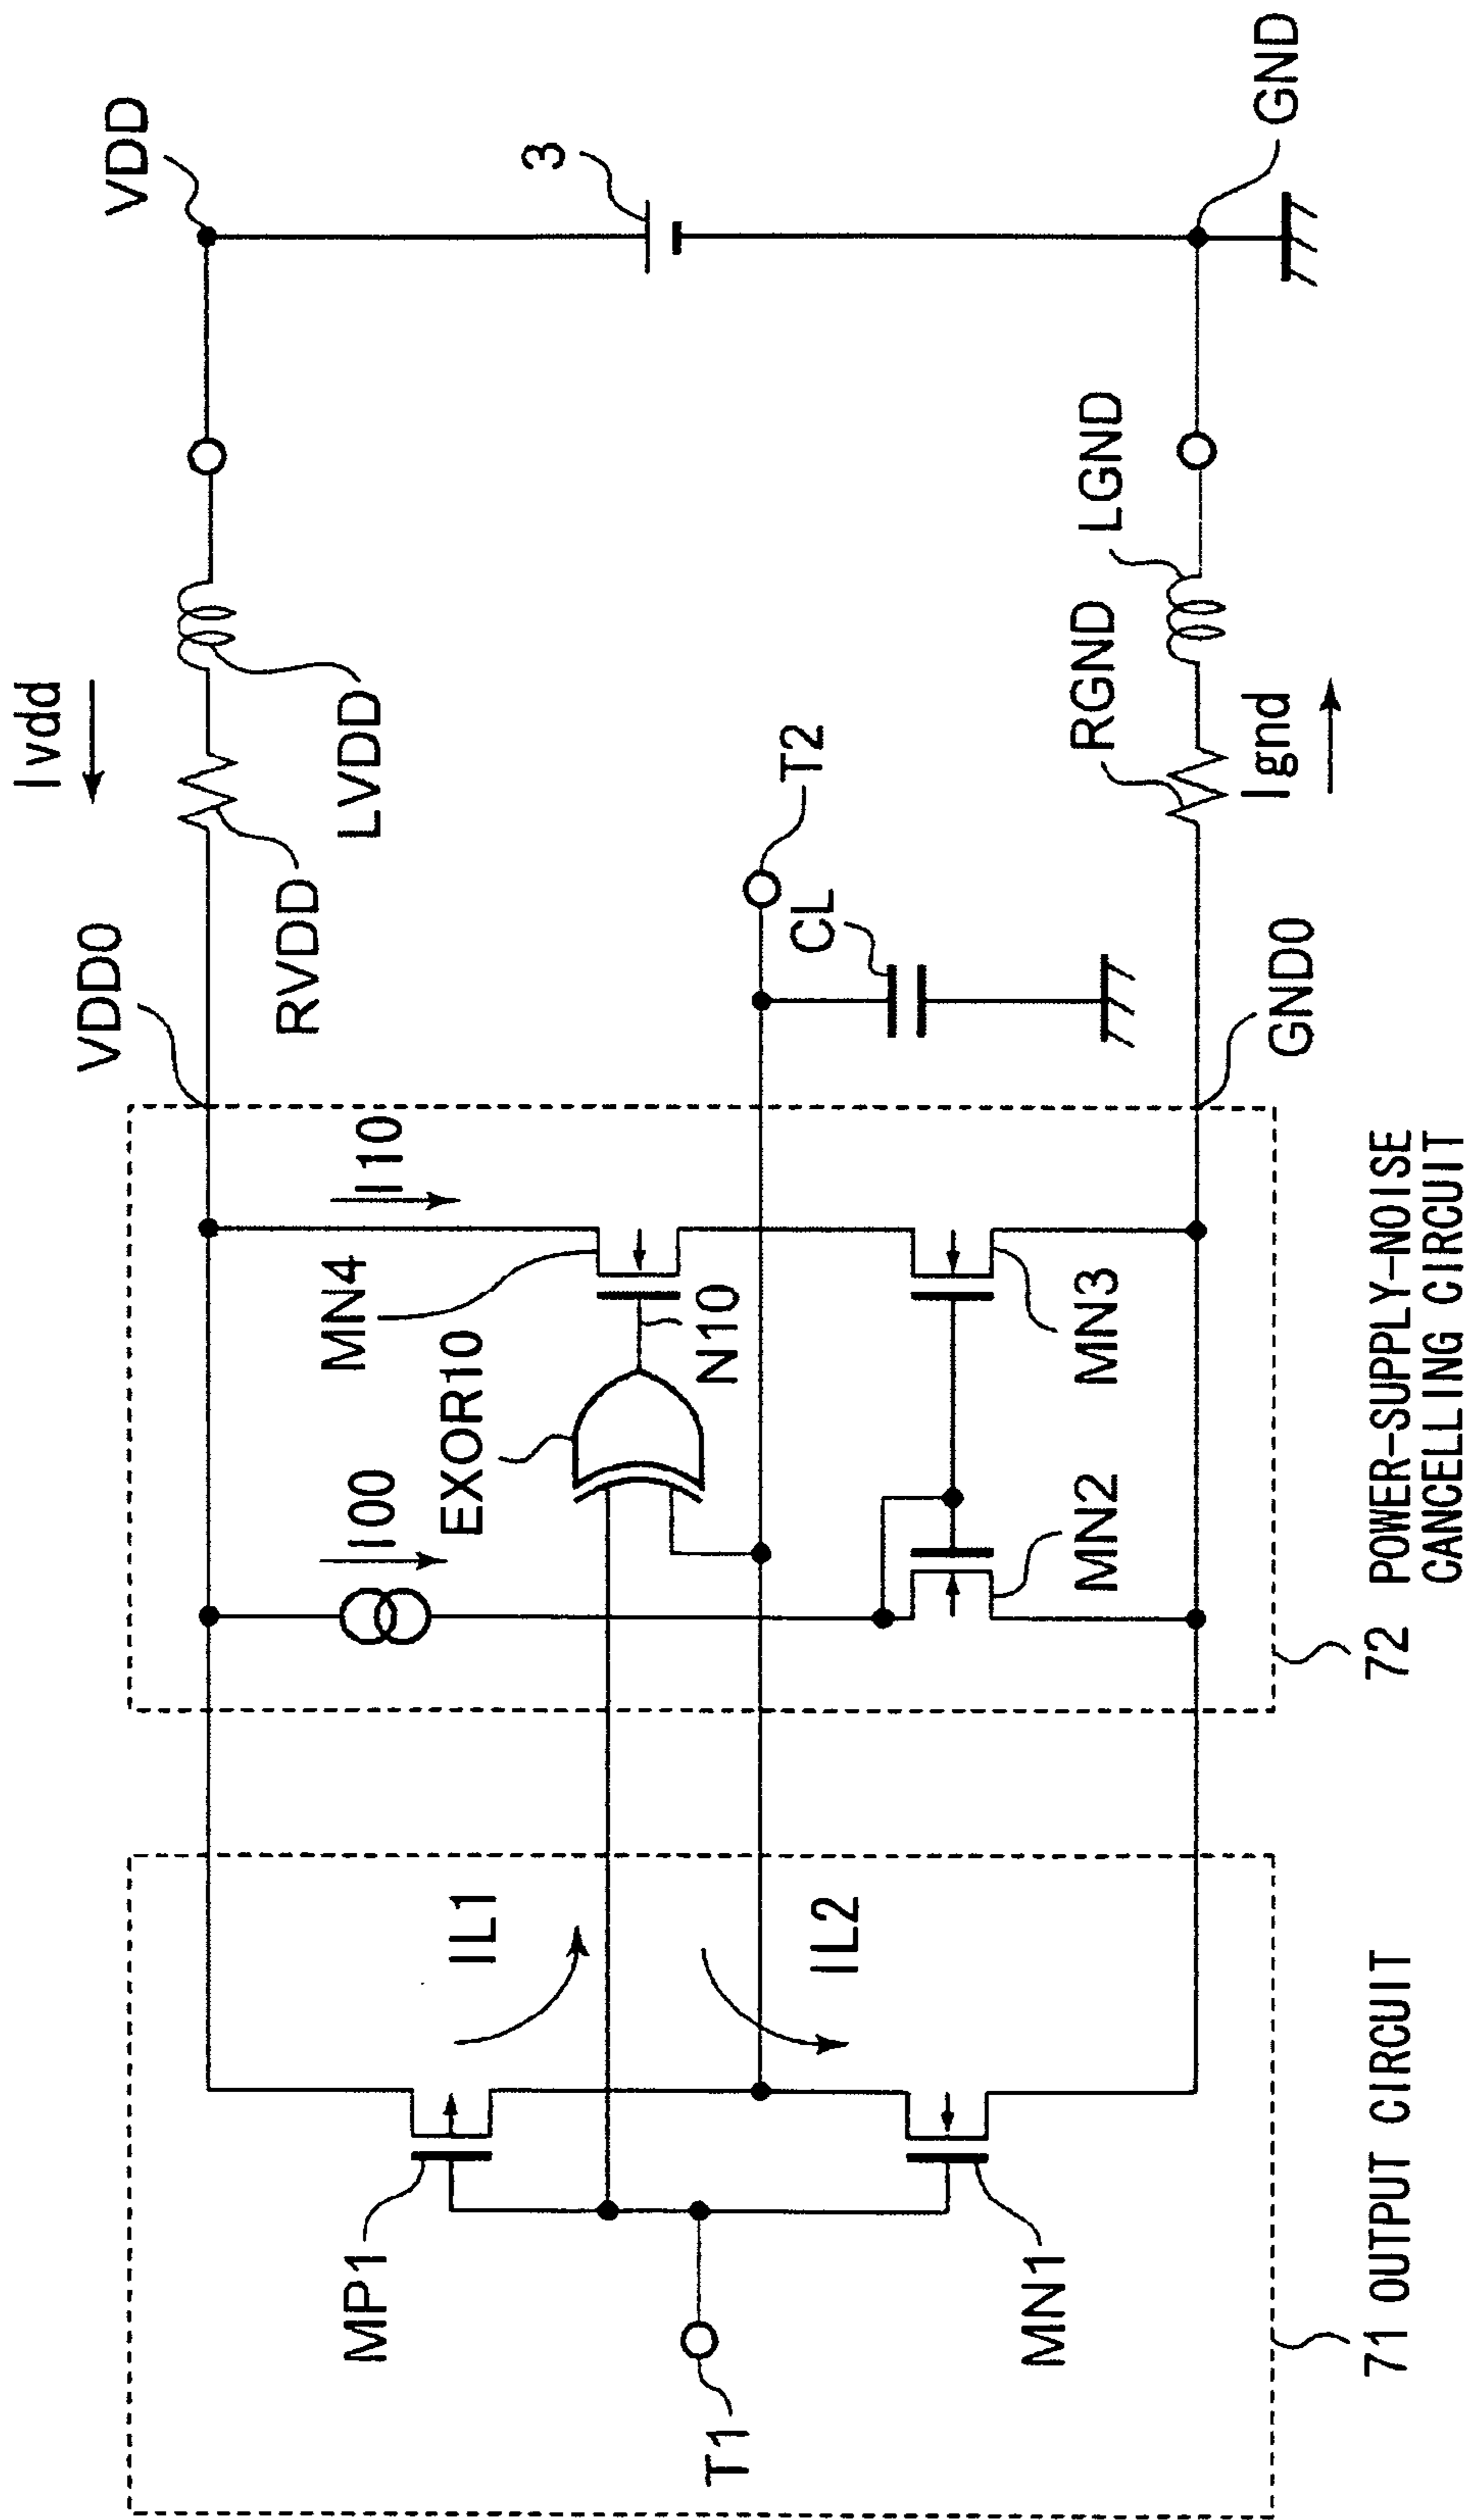 VDD
3
GND
Ivdd
LVDD
RVDD
VDD0
T2
CL
LGND
RGND
Ignd
GND0
I10
MN4
N10
EXOR10
I00
MN3
MN2
72 POWER-SUPPLY-NOISE
CANCELLING CIRCUIT
IL1
IL2
MP1
MN1
T1
71 OUTPUT CIRCUIT